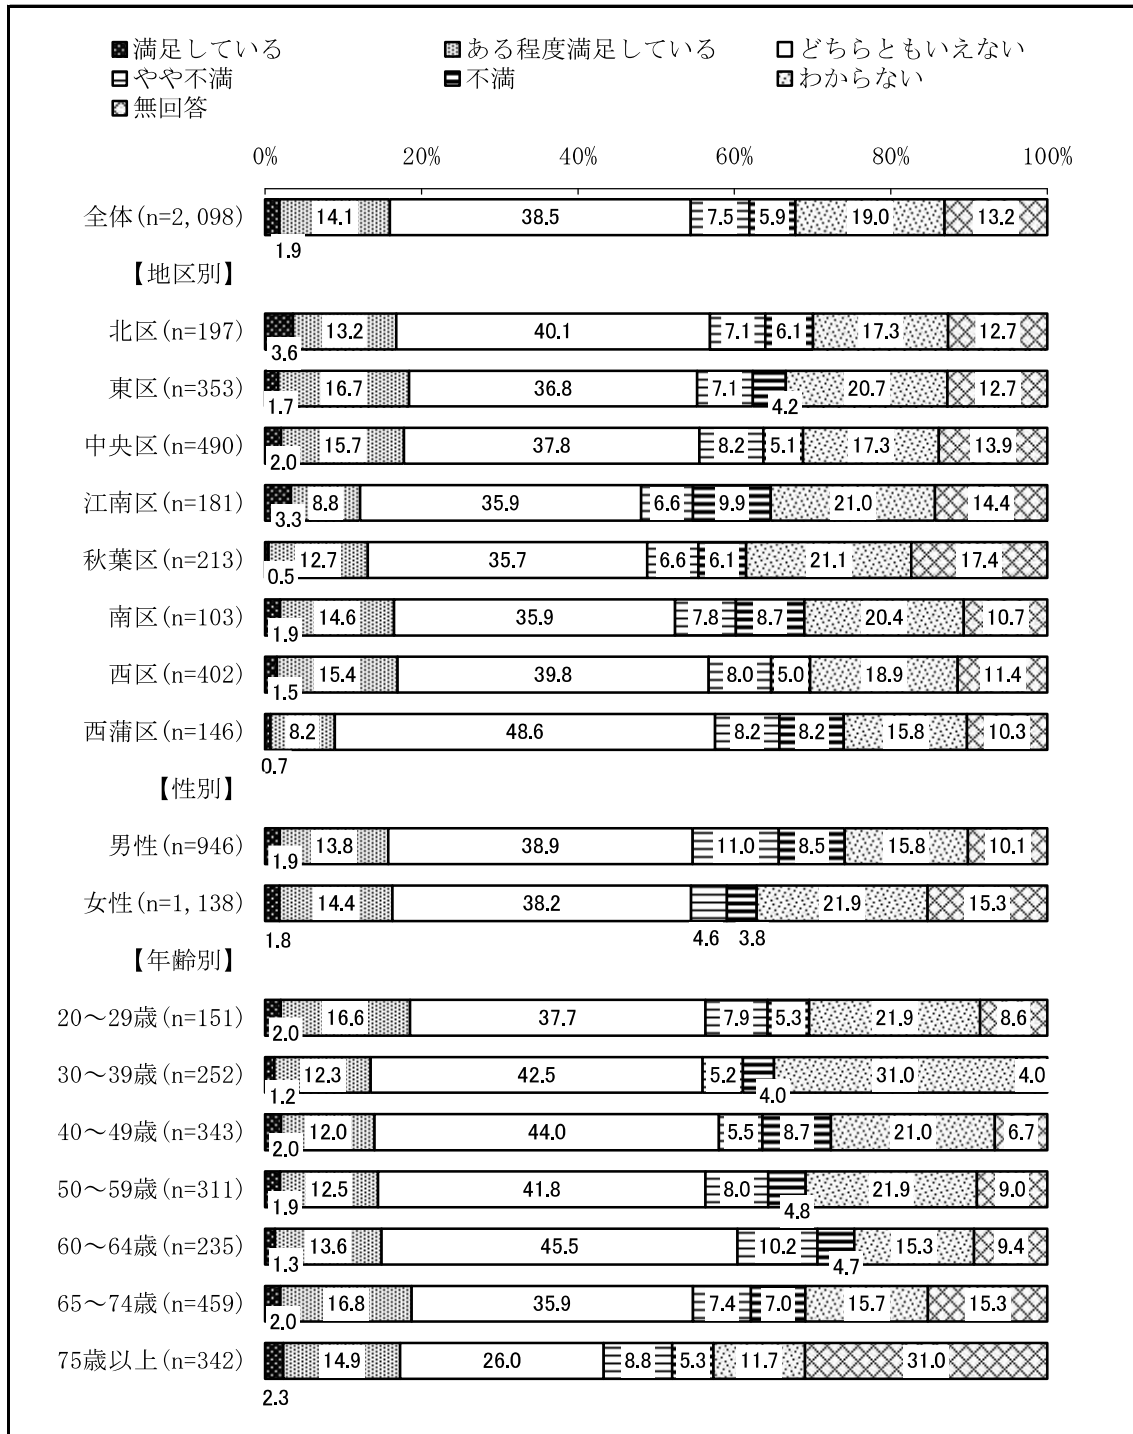 満足している ある程度満足している どちらともいえない
やや不満 不満 わからない
無回答
0% 20% 40% 60% 80% 100%
全体(n=2,098) 14.1 38.5 7.5 5.9 19.0 13.2
1.9
【地区別】
北区(n=197) 13.2 40.1 7.1 6.1 17.3 12.7
3.6
東区(n=353) 16.7 36.8 7.1 20.7 12.7
1.7 4.2
中央区(n=490) 15.7 37.8 8.2 5.1 17.3 13.9
2.0
江南区(n=181) 8.8 35.9 6.6 9.9 21.0 14.4
3.3
秋葉区(n=213) 12.7 35.7 6.6 6.1 21.1 17.4
0.5
南区(n=103) 14.6 35.9 7.8 8.7 20.4 10.7
1.9
西区(n=402) 15.4 39.8 8.0 5.0 18.9 11.4
1.5
西蒲区(n=146) 8.2 48.6 8.2 8.2 15.8 10.3
0.7
【性別】
男性(n=946) 13.8 38.9 11.0 8.5 15.8 10.1
1.9
女性(n=1,138) 14.4 38.2 21.9 15.3
1.8 4.6 3.8
【年齢別】
20～29歳(n=151) 16.6 37.7 7.9 5.3 21.9 8.6
2.0
30～39歳(n=252) 12.3 42.5 5.2 31.0 4.0
1.2 4.0
40～49歳(n=343) 12.0 44.0 5.5 8.7 21.0 6.7
2.0
50～59歳(n=311) 12.5 41.8 8.0 21.9 9.0
1.9 4.8
60～64歳(n=235) 13.6 45.5 10.2 15.3 9.4
1.3 4.7
65～74歳(n=459) 16.8 35.9 7.4 7.0 15.7 15.3
2.0
75歳以上(n=342) 14.9 26.0 8.8 5.3 11.7 31.0
2.3